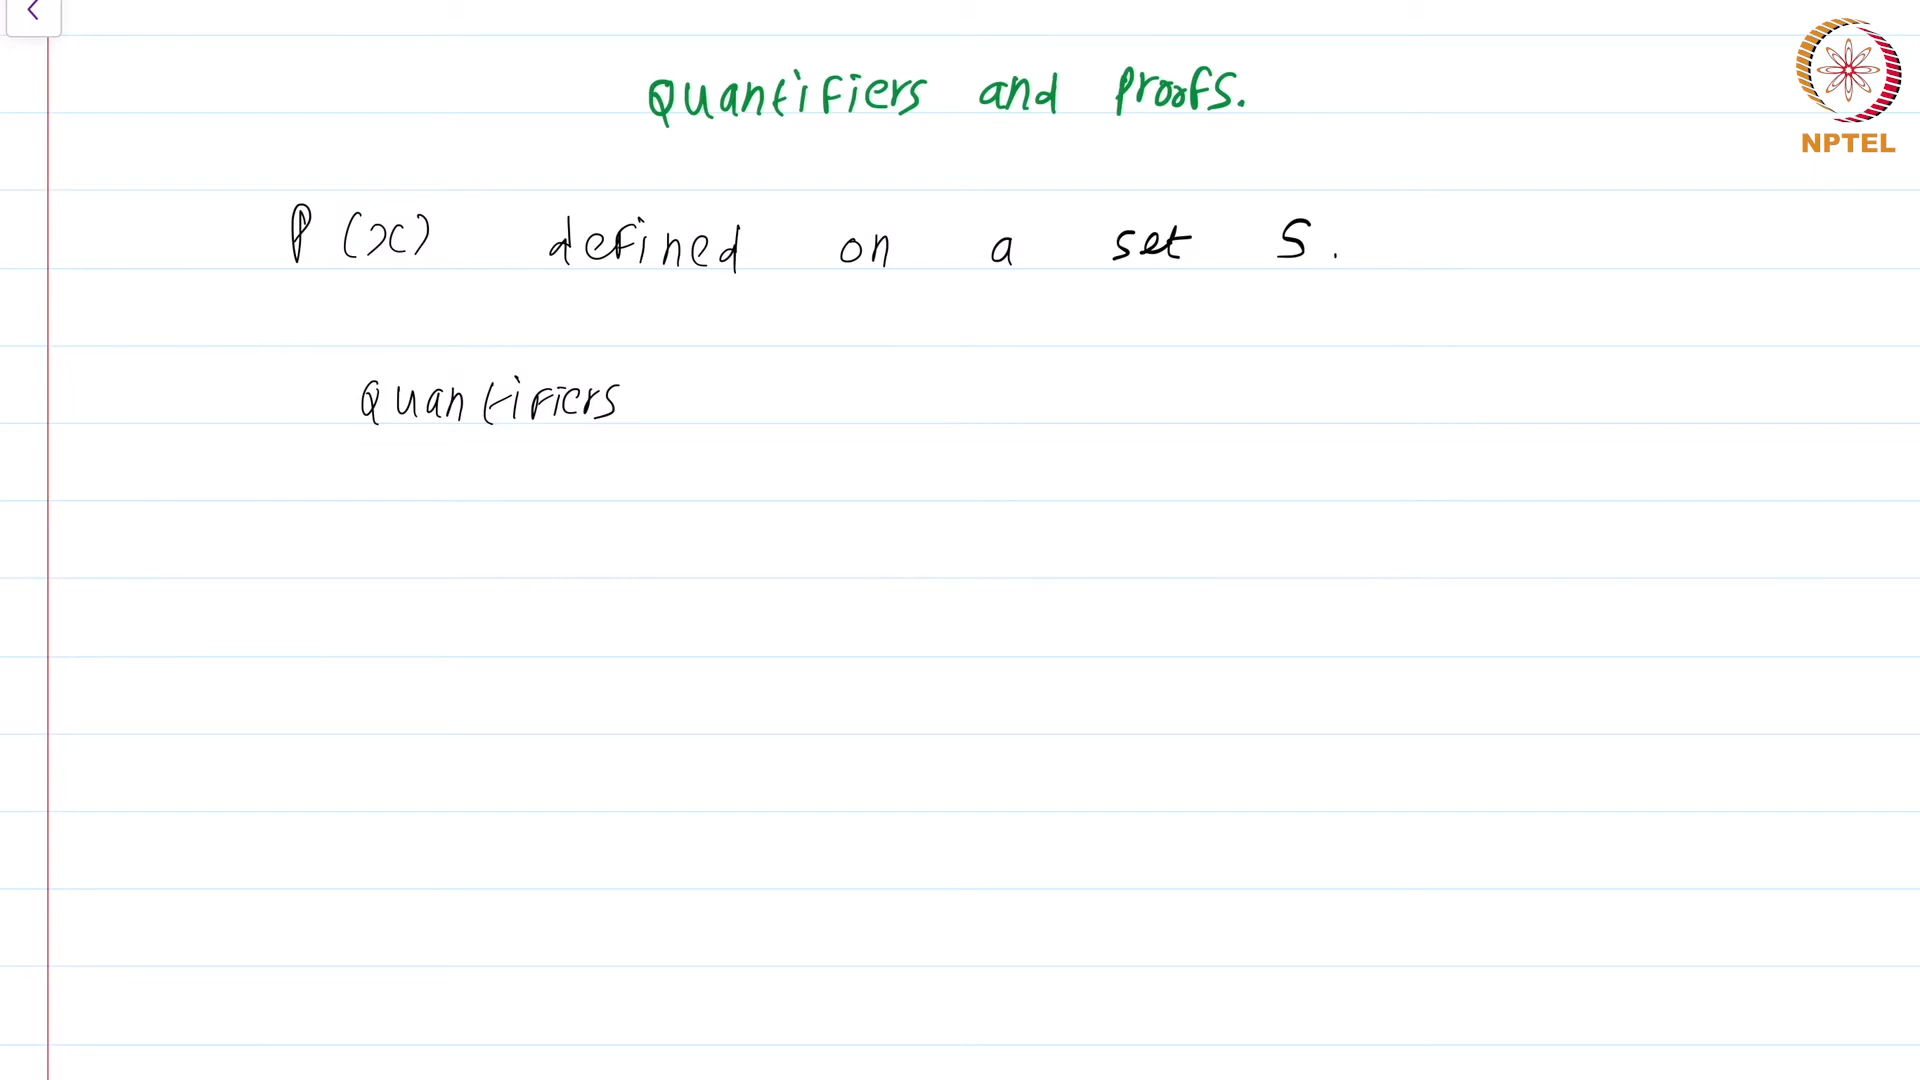 Quantifiers and Proofs.
NPTEL
P(x) defined on a set S.
Quantifiers